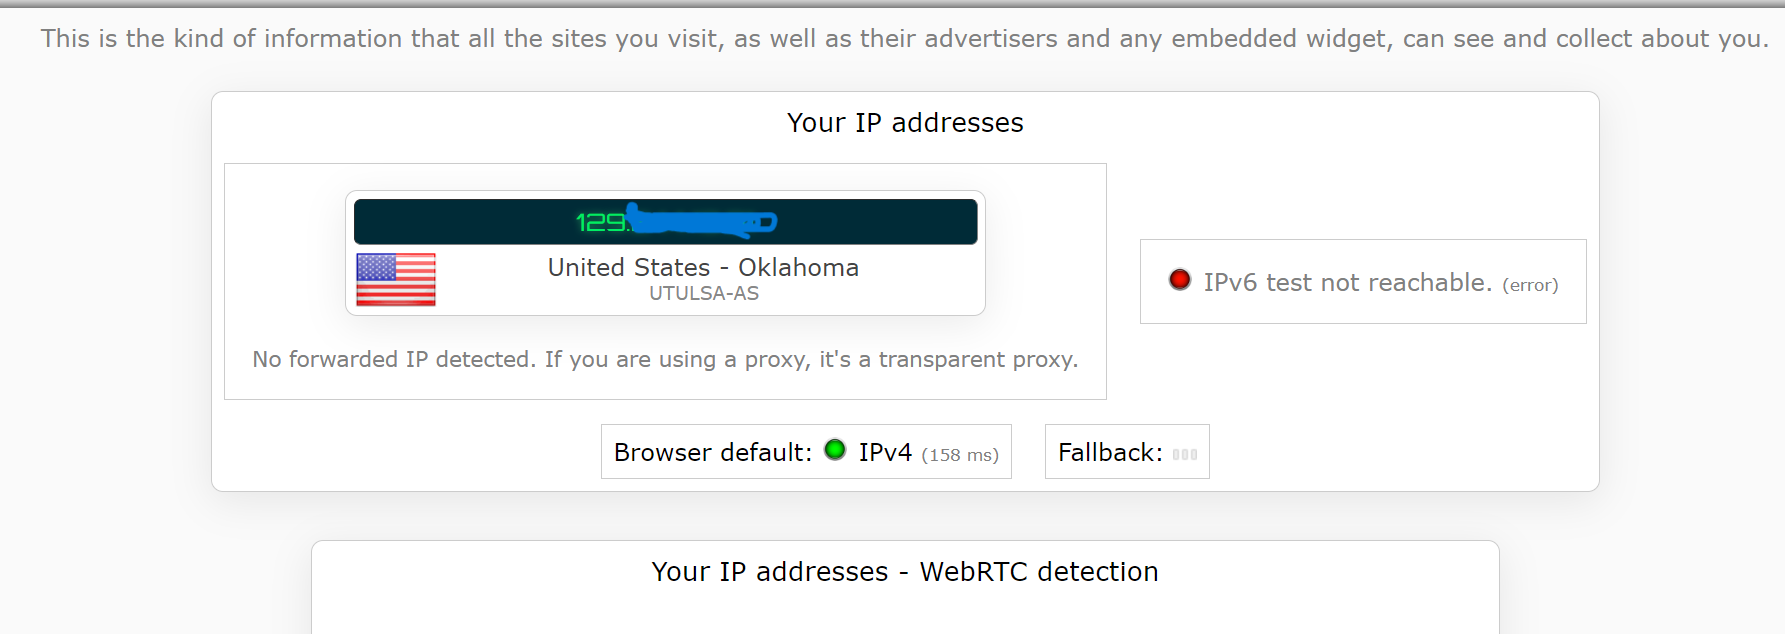 This is the kind of information that all the sites you visit, as well as their advertisers and any embedded widget, can see and collect about you.
Your IP addresses
129.
United States - Oklahoma
UTULSA-AS
No forwarded IP detected. If you are using a proxy, it's a transparent proxy.
IPv6 test not reachable. (error)
Browser default: IPv4 (158 ms)
Fallback:
Your IP addresses - WebRTC detection